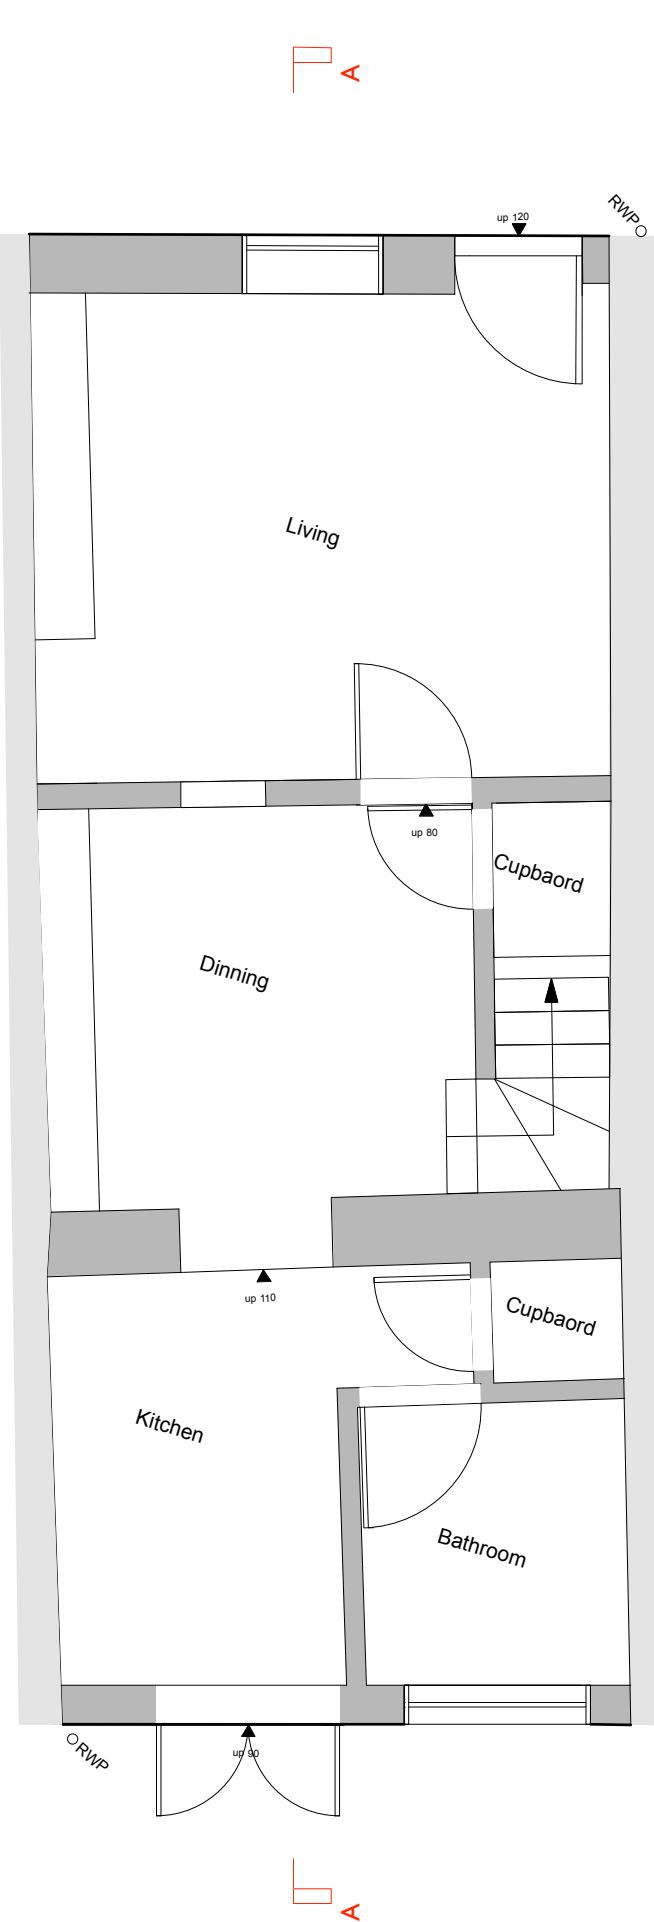 A
RWP
up 120
Living
up 80
Cupbaord
Dinning
up 110
Cupbaord
Kitchen
Bathroom
up 90
RWP
A